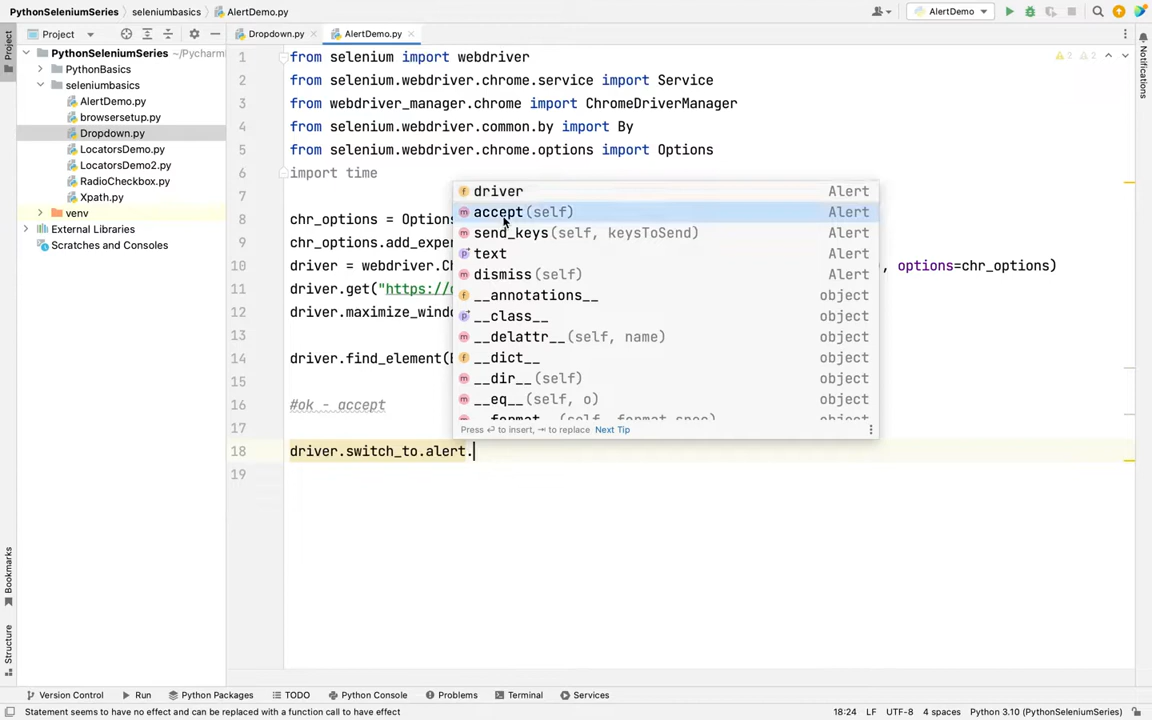 PythonSeleniumSeries
seleniumbasics
AlertDemo.py
AlertDemo
Project
Project
Dropdown.py
AlertDemo.py
Notifications
PythonSeleniumSeries ~/Pycharm
PythonBasics
seleniumbasics
AlertDemo.py
browsersetup.py
Dropdown.py
LocatorsDemo.py
LocatorsDemo2.py
RadioCheckbox.py
Xpath.py
venv
External Libraries
Scratches and Consoles
2 2
1 from selenium import webdriver
2 from selenium.webdriver.chrome.service import Service
3 from webdriver_manager.chrome import ChromeDriverManager
4 from selenium.webdriver.common.by import By
5 from selenium.webdriver.chrome.options import Options
6 import time
7
8 chr_options = Options
9 chr_options.add_exper
10 driver = webdriver.Ch , options=chr_options)
11 driver.get("https://
12 driver.maximize_windo
13
14 driver.find_element(
15
16 #ok - accept
17
18 driver.switch_to.alert.
19
driver Alert
accept(self) Alert
send_keys(self, keysToSend) Alert
text Alert
dismiss(self) Alert
__annotations__ object
__class__ object
__delattr__(self, name) object
__dict__ object
__dir__(self) object
__eq__(self, o) object
__format__(self, format_spec) object
Press ↵ to insert, ⇥ to replace Next Tip
Bookmarks
Structure
Version Control
Run
Python Packages
TODO
Python Console
Problems
Terminal
Services
Statement seems to have no effect and can be replaced with a function call to have effect
18:24 LF UTF-8 4 spaces Python 3.10 (PythonSeleniumSeries)